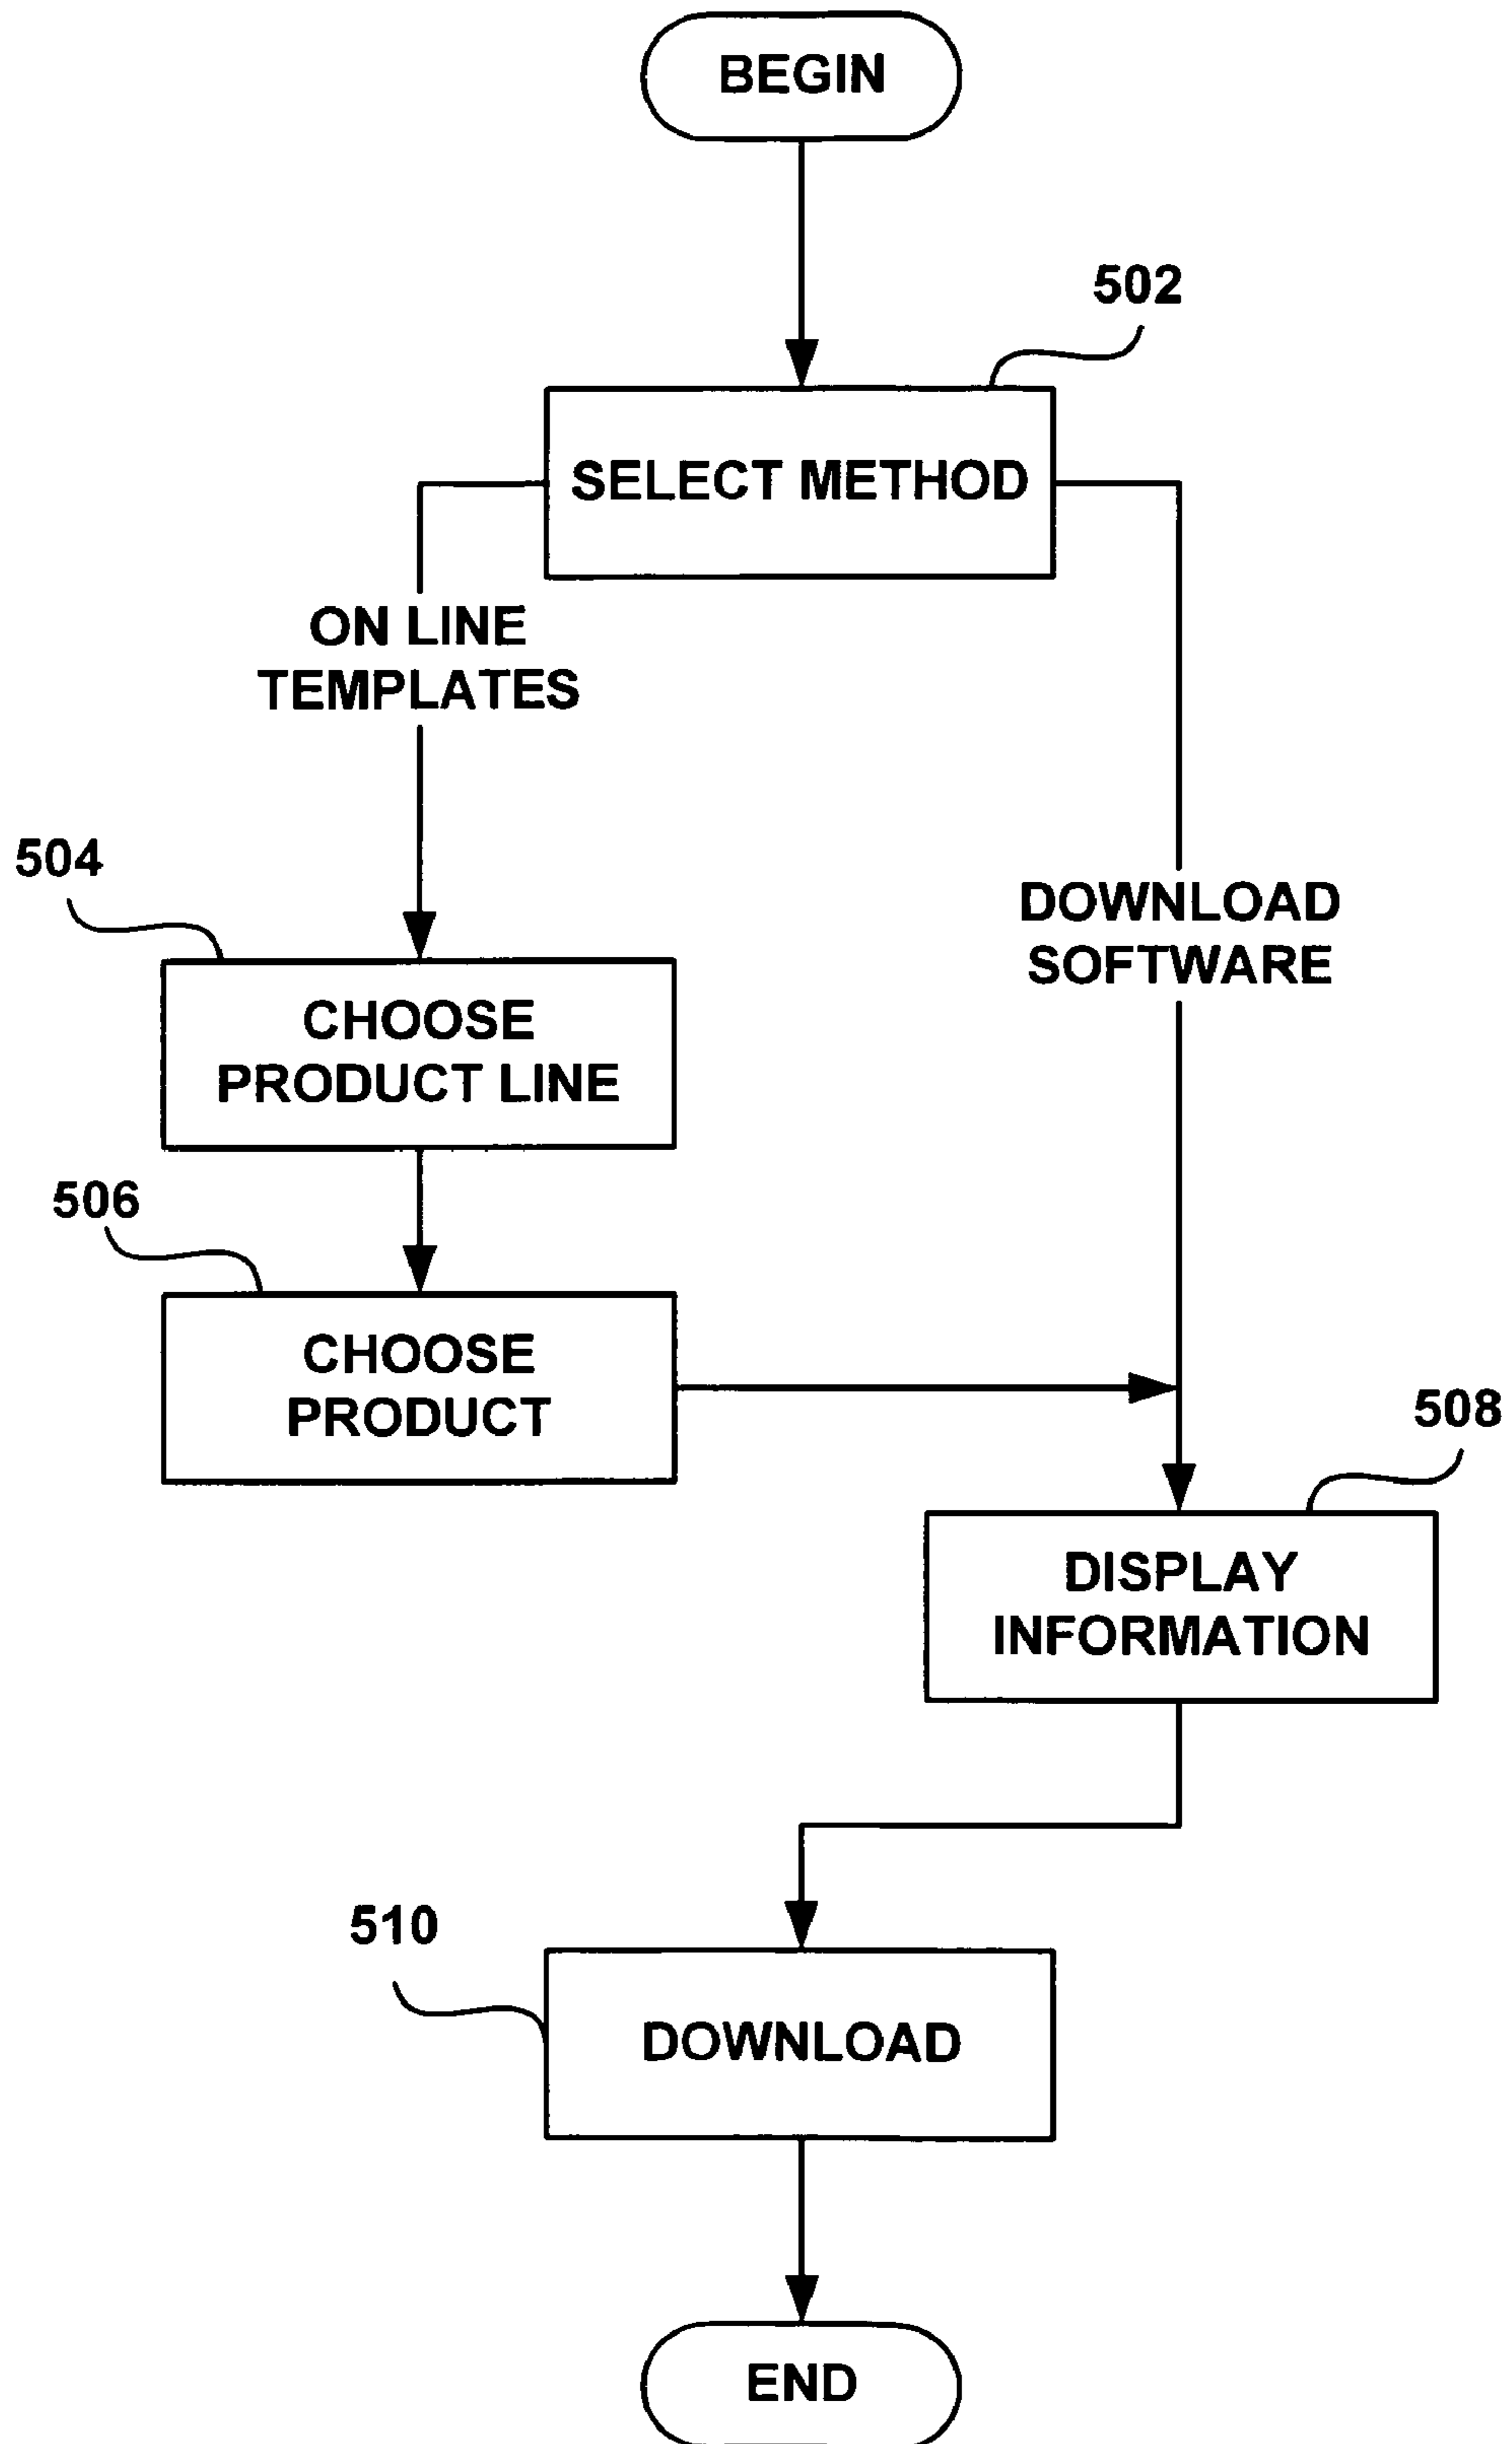 BEGIN
502
SELECT METHOD
ON LINE
TEMPLATES
504
DOWNLOAD
SOFTWARE
CHOOSE
PRODUCT LINE
506
CHOOSE
PRODUCT
508
DISPLAY
INFORMATION
510
DOWNLOAD
END